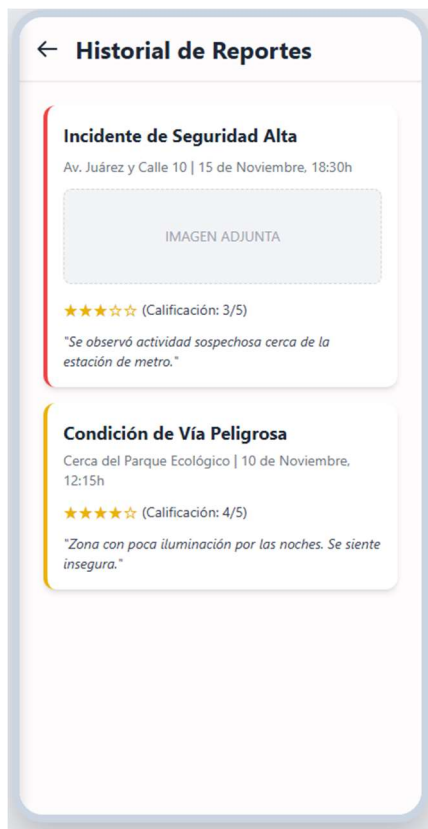 ← Historial de Reportes
Incidente de Seguridad Alta
Av. Juárez y Calle 10 | 15 de Noviembre, 18:30h
IMAGEN ADJUNTA
★★★☆☆ (Calificación: 3/5)
"Se observó actividad sospechosa cerca de la
estación de metro."
Condición de Vía Peligrosa
Cerca del Parque Ecológico | 10 de Noviembre,
12:15h
★★★★☆ (Calificación: 4/5)
"Zona con poca iluminación por las noches. Se siente
insegura."